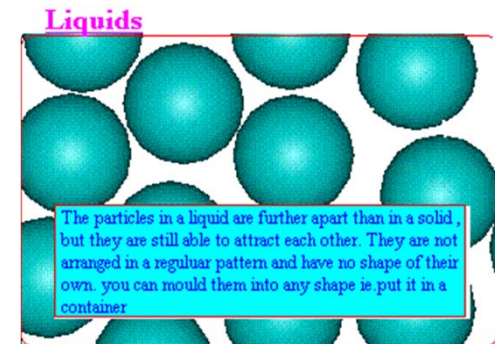 Liquids
The particles in a liquid are further apart than in a solid ,
but they are still able to attract each other. They are not
arranged in a reguluar pattern and have no shape of their
own. you can mould them into any shape ie.put it in a
container